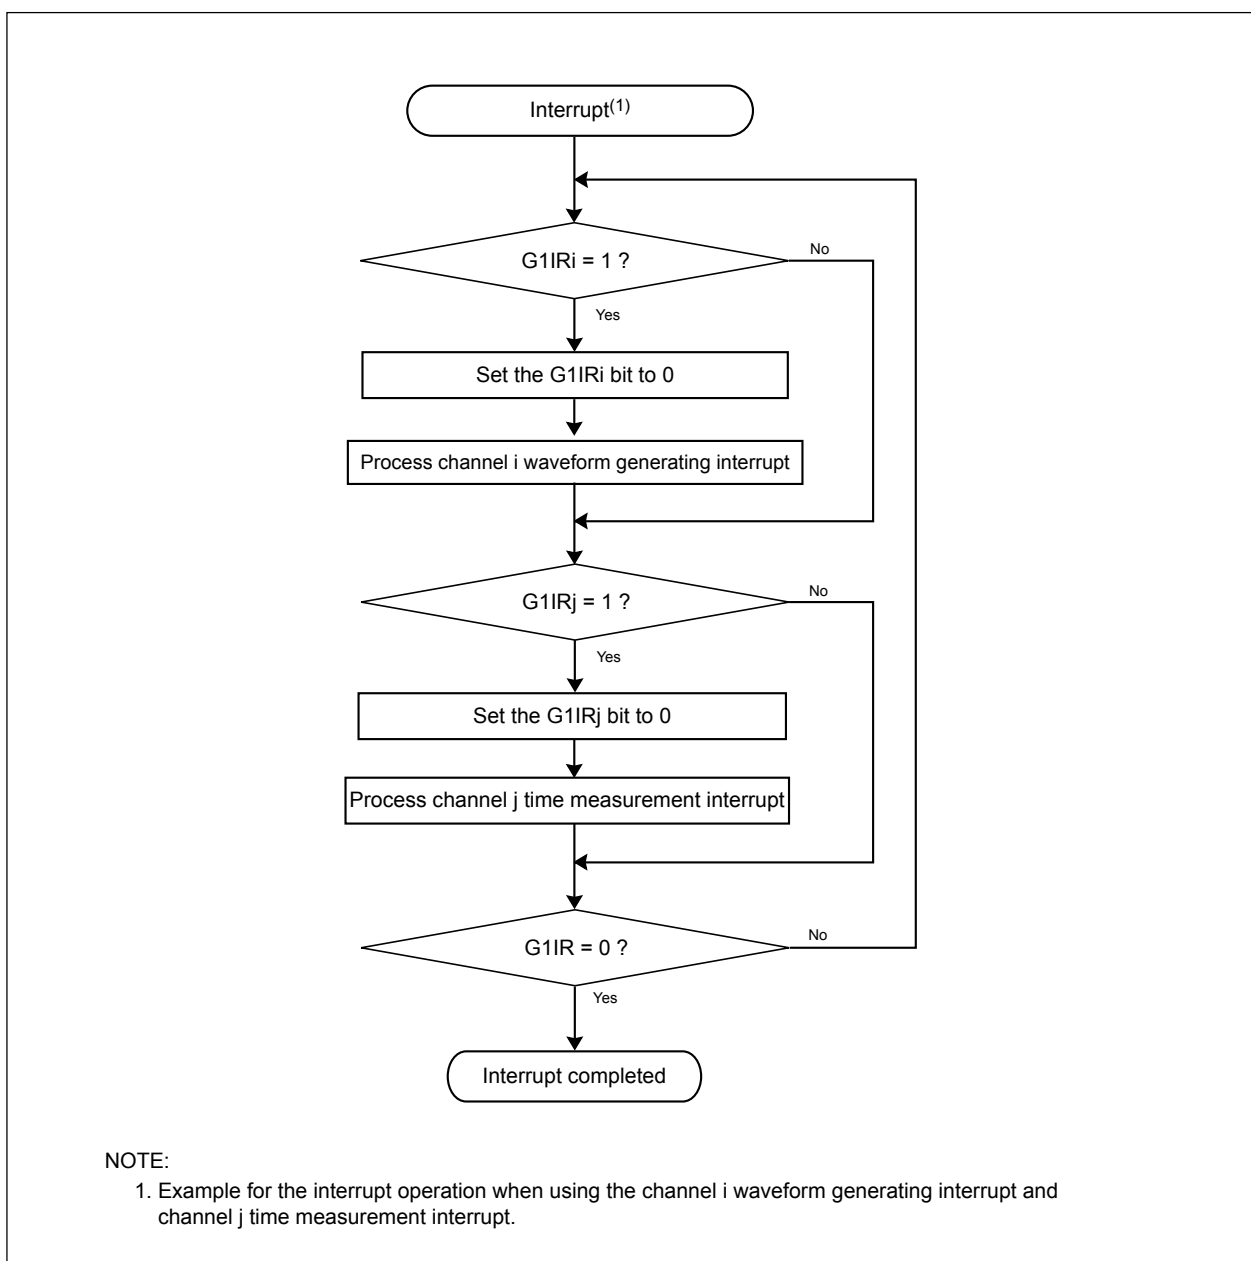 Interrupt(1)
G1IRi = 1 ?
No
Yes
Set the G1IRi bit to 0
Process channel i waveform generating interrupt
G1IRj = 1 ?
No
Yes
Set the G1IRj bit to 0
Process channel j time measurement interrupt
G1IR = 0 ?
No
Yes
Interrupt completed
NOTE:
1. Example for the interrupt operation when using the channel i waveform generating interrupt and
channel j time measurement interrupt.